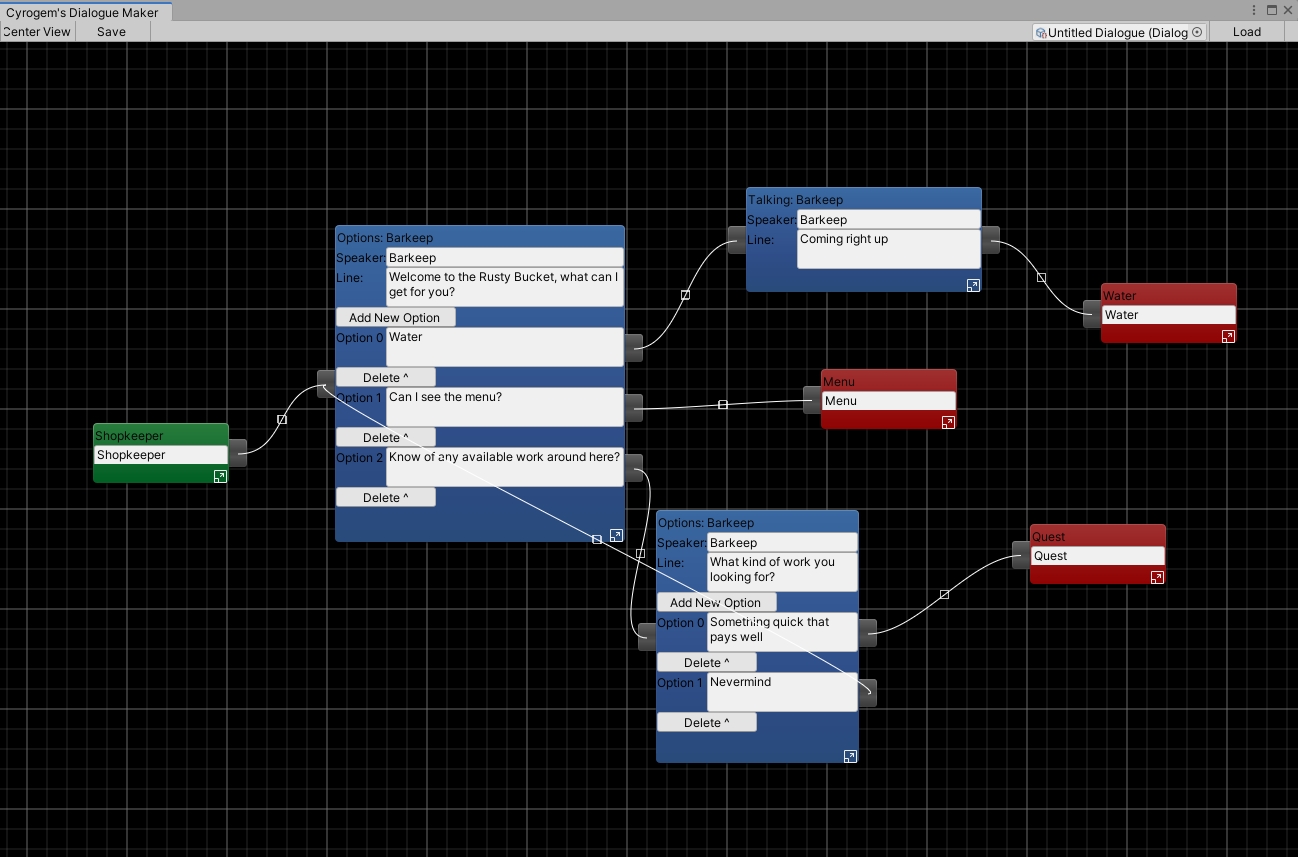 Cyrogem's Dialogue Maker
Center View
Save
Untitled Dialogue (Dialog
Load
Talking: Barkeep
Speaker: Barkeep
Line: Coming right up
Options: Barkeep
Speaker: Barkeep
Line: Welcome to the Rusty Bucket, what can I
get for you?
Add New Option
Option 0 Water
Delete ^
Option 1 Can I see the menu?
Delete ^
Option 2 Know of any available work around here?
Delete ^
Water
Water
Menu
Menu
Shopkeeper
Shopkeeper
Options: Barkeep
Speaker: Barkeep
Line: What kind of work you
looking for?
Add New Option
Option 0 Something quick that
pays well
Delete ^
Option 1 Nevermind
Delete ^
Quest
Quest